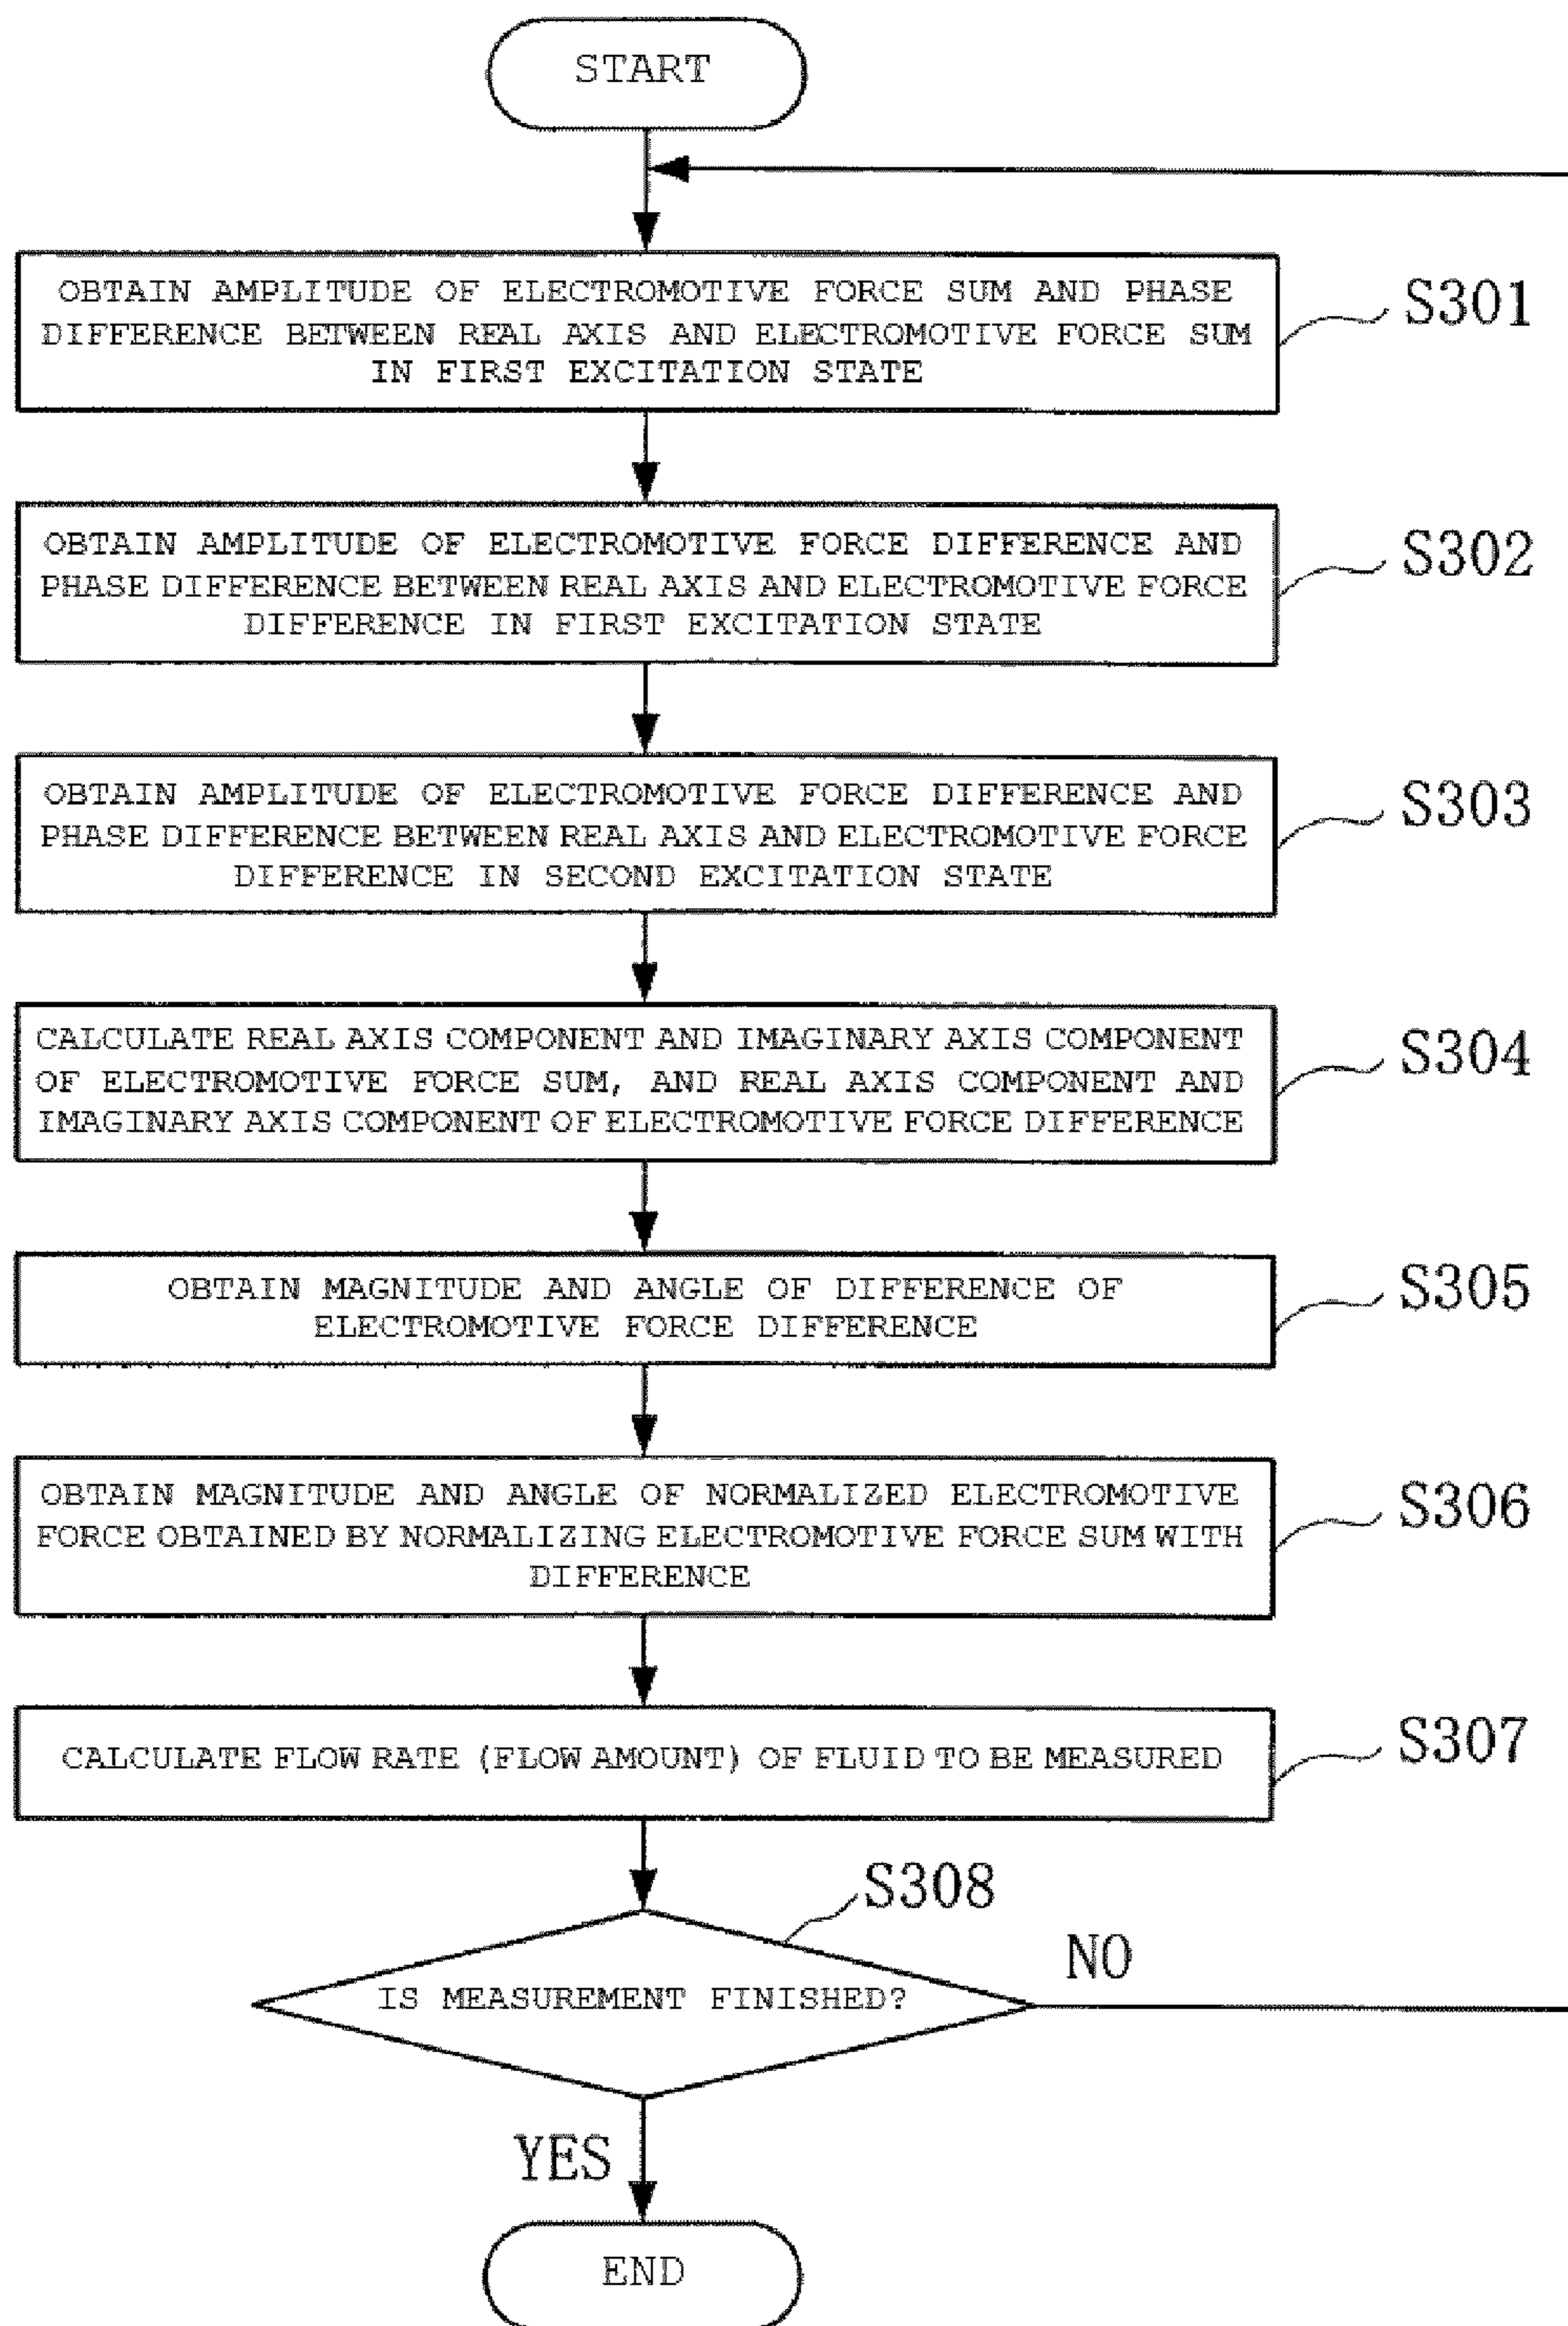 START
OBTAIN AMPLITUDE OF ELECTROMOTIVE FORCE SUM AND PHASE
DIFFERENCE BETWEEN REAL AXIS AND ELECTROMOTIVE FORCE SUM
IN FIRST EXCITATION STATE
S301
OBTAIN AMPLITUDE OF ELECTROMOTIVE FORCE DIFFERENCE AND
PHASE DIFFERENCE BETWEEN REAL AXIS AND ELECTROMOTIVE FORCE
DIFFERENCE IN FIRST EXCITATION STATE
S302
OBTAIN AMPLITUDE OF ELECTROMOTIVE FORCE DIFFERENCE AND
PHASE DIFFERENCE BETWEEN REAL AXIS AND ELECTROMOTIVE FORCE
DIFFERENCE IN SECOND EXCITATION STATE
S303
CALCULATE REAL AXIS COMPONENT AND IMAGINARY AXIS COMPONENT
OF ELECTROMOTIVE FORCE SUM, AND REAL AXIS COMPONENT AND
IMAGINARY AXIS COMPONENT OF ELECTROMOTIVE FORCE DIFFERENCE
S304
OBTAIN MAGNITUDE AND ANGLE OF DIFFERENCE OF
ELECTROMOTIVE FORCE DIFFERENCE
S305
OBTAIN MAGNITUDE AND ANGLE OF NORMALIZED ELECTROMOTIVE
FORCE OBTAINED BY NORMALIZING ELECTROMOTIVE FORCE SUM WITH
DIFFERENCE
S306
CALCULATE FLOW RATE (FLOW AMOUNT) OF FLUID TO BE MEASURED
S307
S308
IS MEASUREMENT FINISHED?
NO
YES
END